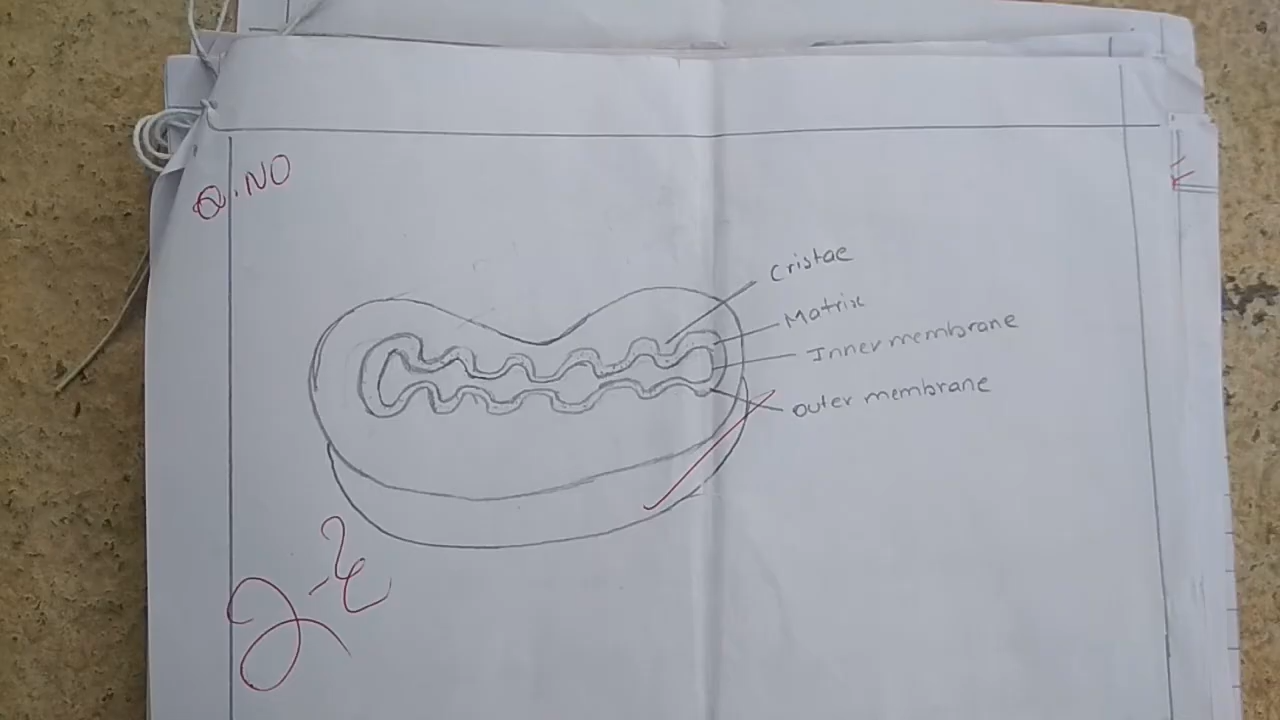 Q.NO
Cristae
Matrix
Inner membrane
outer membrane